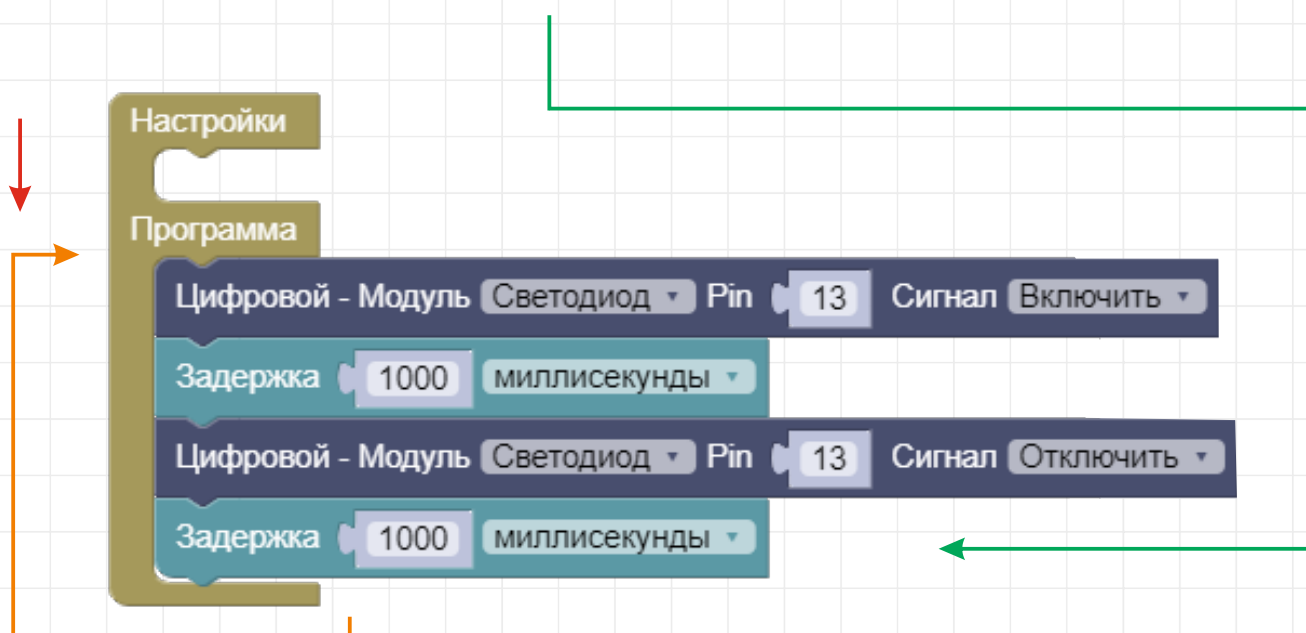 Настройки
Программа
Цифровой - Модуль Светодиод Pin 13 Сигнал Включить
Задержка 1000 миллисекунды
Цифровой - Модуль Светодиод Pin 13 Сигнал Отключить
Задержка 1000 миллисекунды